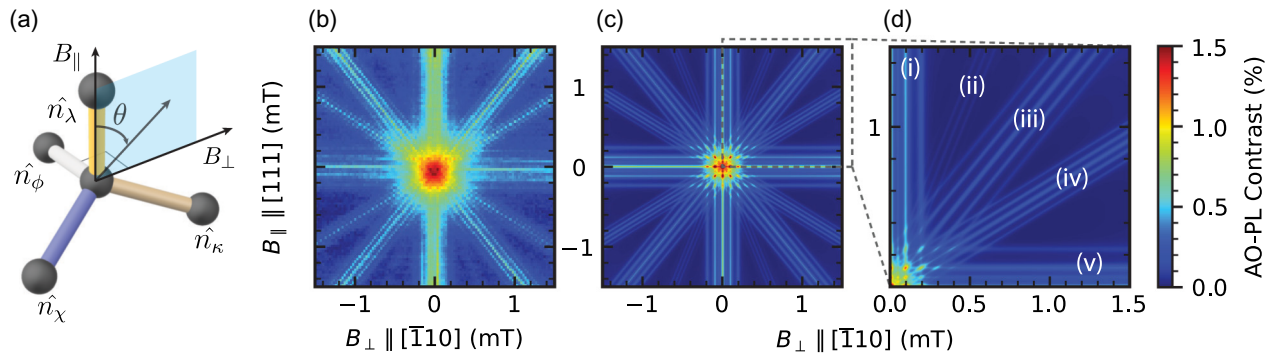 (a)
B∥
θ
n̂λ
B⊥
n̂ϕ
n̂κ
n̂χ
(b)
B∥ ∥ [111] (mT)
1
0
−1
−1
0
1
B⊥ ∥ [1̅10] (mT)
(c)
1
0
−1
−1
0
1
B⊥ ∥ [1̅10] (mT)
(d)
(i)
(ii)
(iii)
(iv)
(v)
1
0.0
0.5
1.0
1.5
1.5
1.0
0.5
0.0
AO-PL Contrast (%)